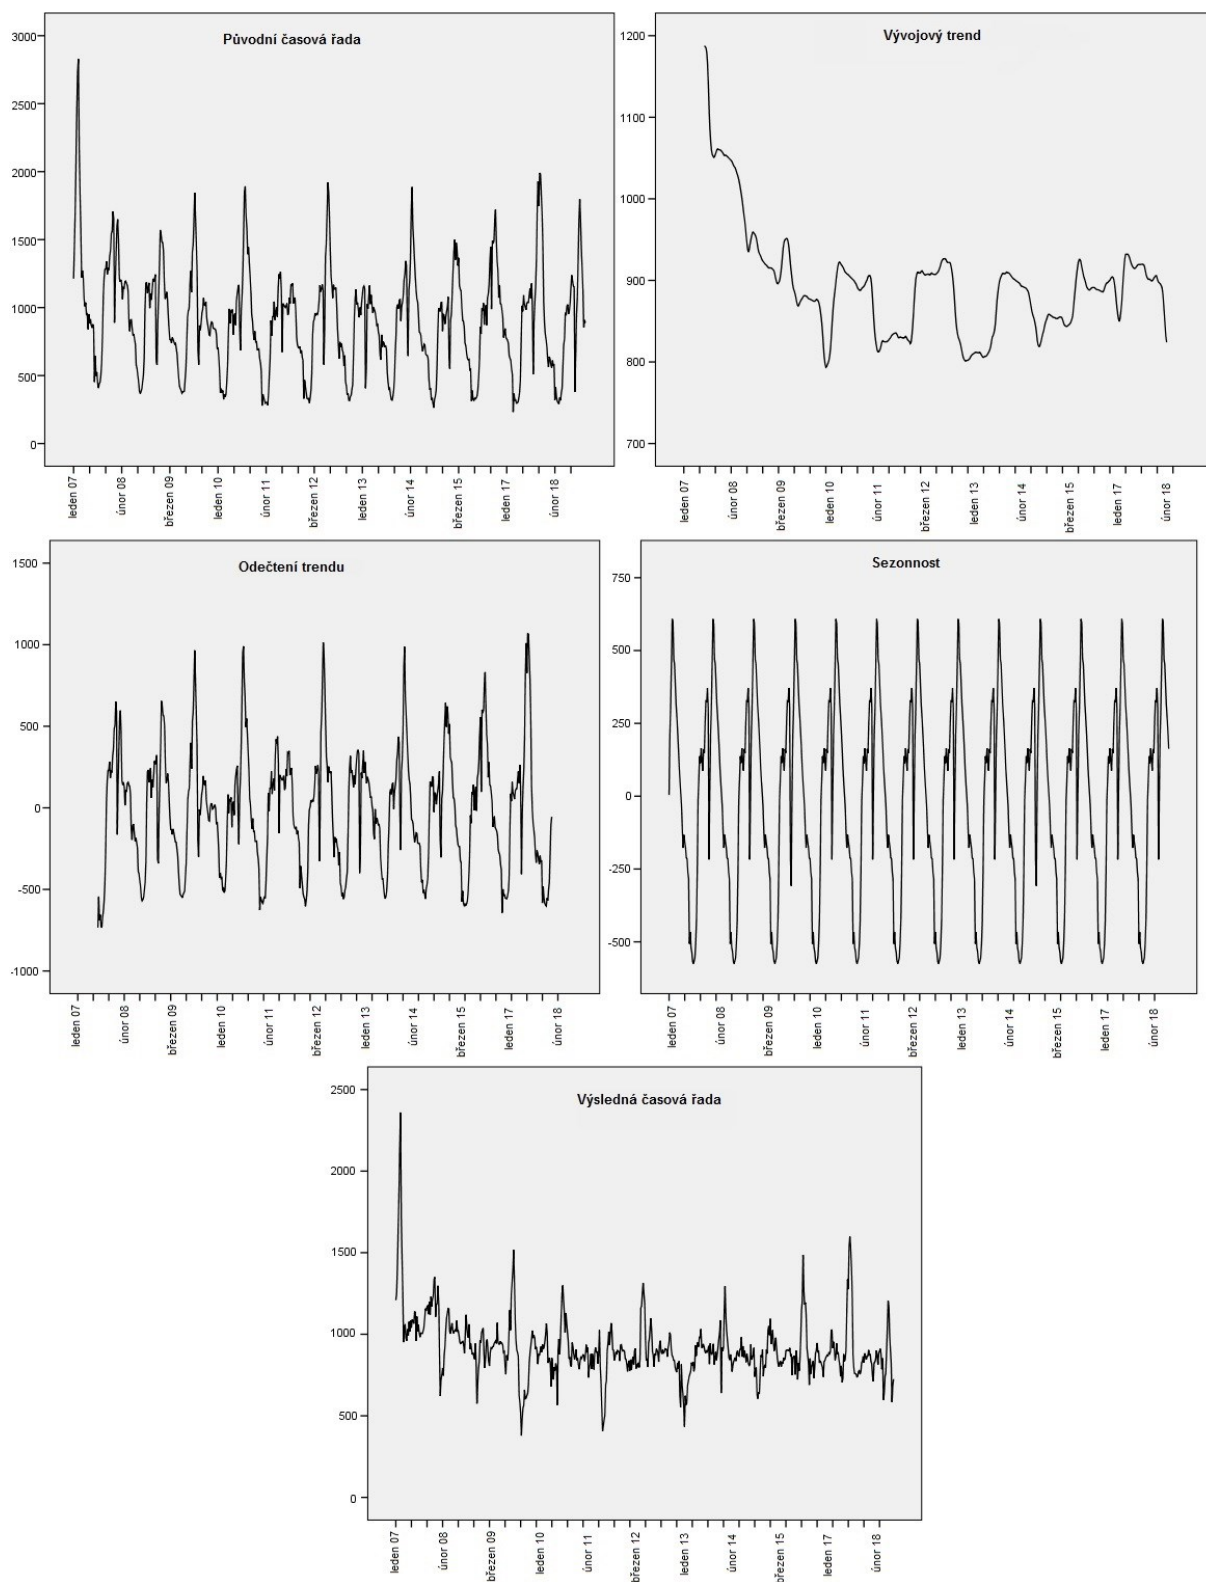 Původní časová řada
3000
2500
2000
1500
1000
500
0
leden 07
únor 08
březen 09
leden 10
únor 11
březen 12
leden 13
únor 14
březen 15
leden 17
únor 18
Vývojový trend
1200
1100
1000
900
800
700
leden 07
únor 08
březen 09
leden 10
únor 11
březen 12
leden 13
únor 14
březen 15
leden 17
únor 18
Odečtení trendu
1500
1000
500
0
-500
-1000
leden 07
únor 08
březen 09
leden 10
únor 11
březen 12
leden 13
únor 14
březen 15
leden 17
únor 18
Sezonnost
750
500
250
0
-250
-500
leden 07
únor 08
březen 09
leden 10
únor 11
březen 12
leden 13
únor 14
březen 15
leden 17
únor 18
Výsledná časová řada
2500
2000
1500
1000
500
0
leden 07
únor 08
březen 09
leden 10
únor 11
březen 12
leden 13
únor 14
březen 15
leden 17
únor 18